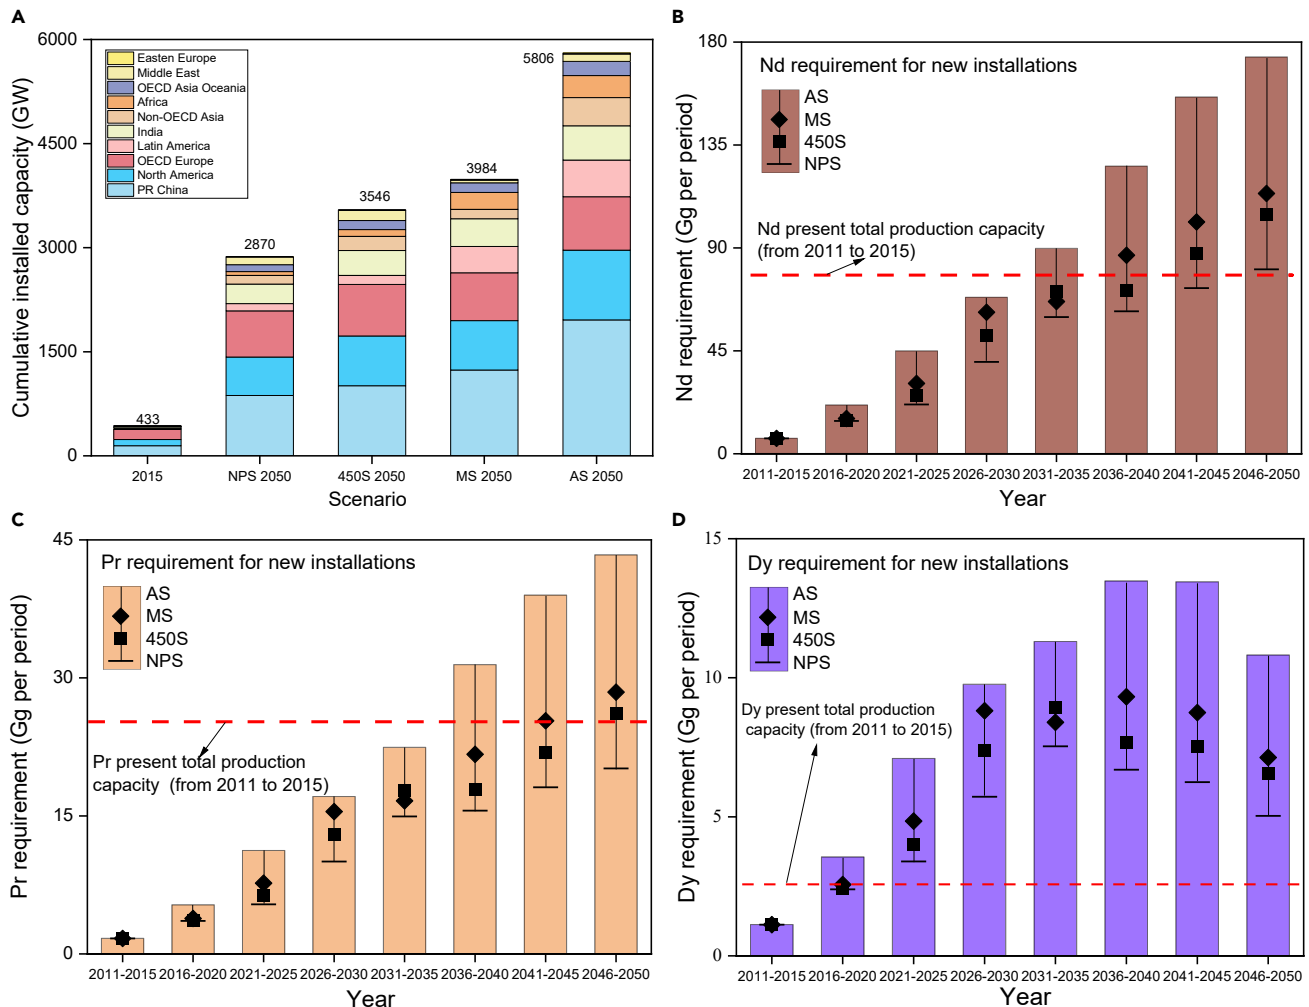 A
Cumulative installed capacity (GW)
6000
4500
3000
1500
0
Easten Europe
Middle East
OECD Asia Oceania
Africa
Non-OECD Asia
India
Latin America
OECD Europe
North America
PR China
433
2870
3546
3984
5806
2015
NPS 2050
450S 2050
MS 2050
AS 2050
Scenario
B
Nd requirement (Gg per period)
180
135
90
45
0
Nd requirement for new installations
AS
MS
450S
NPS
Nd present total production capacity
(from 2011 to 2015)
2011-2015
2016-2020
2021-2025
2026-2030
2031-2035
2036-2040
2041-2045
2046-2050
Year
C
Pr requirement (Gg per period)
45
30
15
0
Pr requirement for new installations
AS
MS
450S
NPS
Pr present total production
capacity (from 2011 to 2015)
2011-2015
2016-2020
2021-2025
2026-2030
2031-2035
2036-2040
2041-2045
2046-2050
Year
D
Dy requirement (Gg per period)
15
10
5
0
Dy requirement for new installations
AS
MS
450S
NPS
Dy present total production
capacity (from 2011 to 2015)
2011-2015
2016-2020
2021-2025
2026-2030
2031-2035
2036-2040
2041-2045
2046-2050
Year